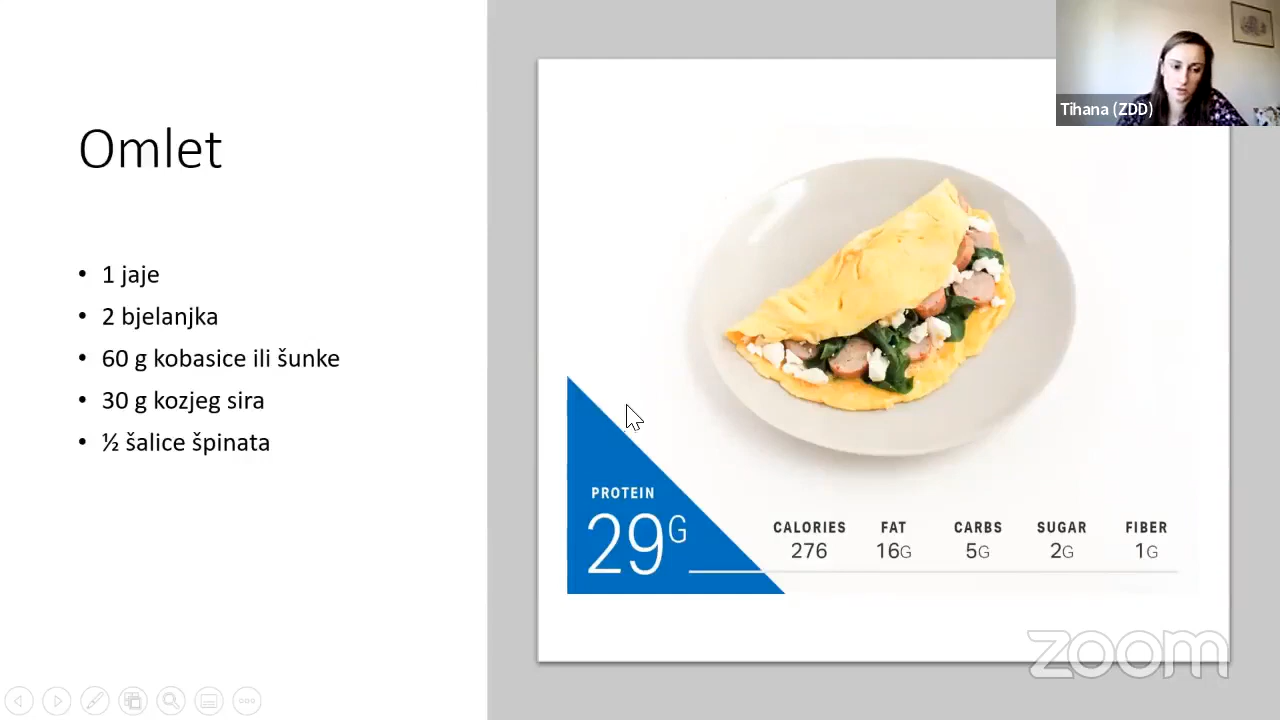 Omlet
• 1 jaje
• 2 bjelanjka
• 60 g kobasice ili šunke
• 30 g kozjeg sira
• ½ šalice špinata
PROTEIN
29G
CALORIES FAT CARBS SUGAR FIBER
276 16G 5G 2G 1G
Tihana (ZDD)
zoom